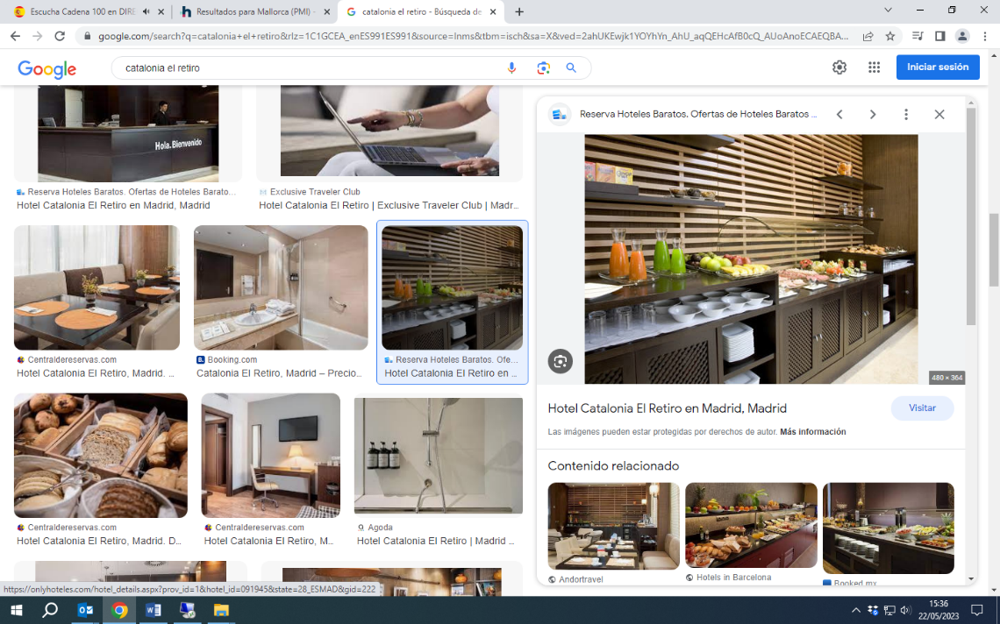 Escucha Cadena 100 en DIRE
Resultados para Mallorca (PMI)
catalonia el retiro - Búsqueda de
google.com/search?q=catalonia+el+retiro&rlz=1C1GCEA_enES991ES991&source=lnms&tbm=isch&sa=X&ved=2ahUKEwjk1YOYhYn_AhU_aqQEHcAfB0cQ_AUoAnoECAEQBA...
Google
catalonia el retiro
Iniciar sesión
Hola. Bienvenido
Reserva Hoteles Baratos. Ofertas de Hoteles Barato...
Hotel Catalonia El Retiro en Madrid, Madrid
Exclusive Traveler Club
Hotel Catalonia El Retiro | Exclusive Traveler Club | Madr...
Centraldereservas.com
Hotel Catalonia El Retiro, Madrid. ...
Booking.com
Catalonia El Retiro, Madrid – Precio...
Reserva Hoteles Baratos. Ofe...
Hotel Catalonia El Retiro en ...
Centraldereservas.com
Hotel Catalonia El Retiro, Madrid. D...
Centraldereservas.com
Hotel Catalonia El Retiro, M...
Agoda
Hotel Catalonia El Retiro | Madrid ...
Reserva Hoteles Baratos. Ofertas de Hoteles Baratos ...
480 × 364
Hotel Catalonia El Retiro en Madrid, Madrid
Visitar
Las imágenes pueden estar protegidas por derechos de autor. Más información
Contenido relacionado
Andortravel
Hotels in Barcelona
Booked.mx
https://onlyhoteles.com/hotel_details.aspx?prov_id=1&hotel_id=091945&state=28_ESMAD&gid=222
15:36
22/05/2023